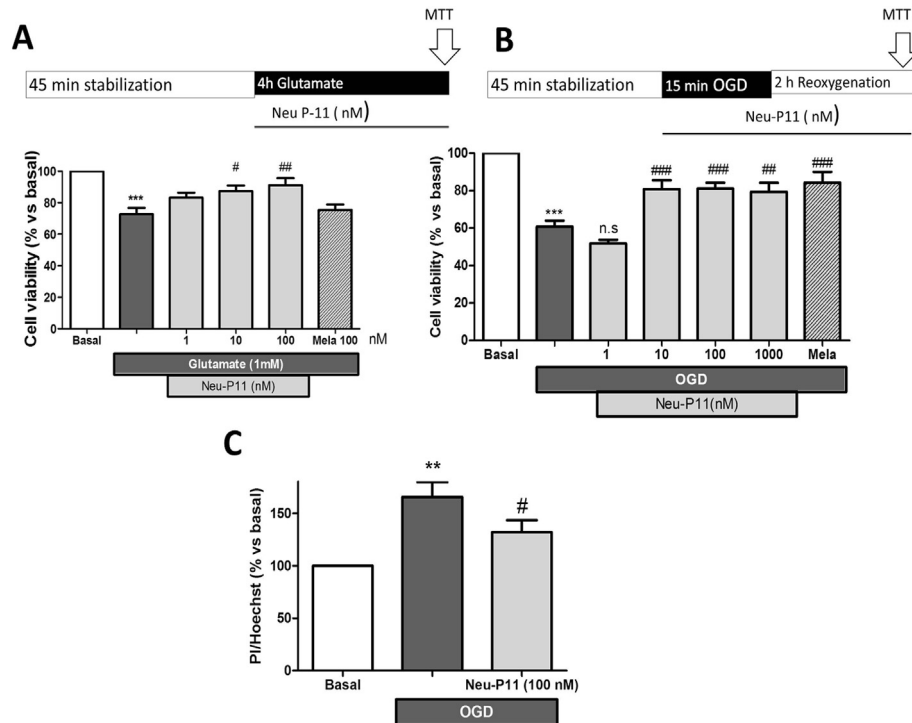 A
MTT
45 min stabilization
4h Glutamate
Neu P-11 ( nM)
Cell viability (% vs basal)
100
80
60
40
20
0
***
#
##
Basal
1
10
100
Mela 100
nM
Glutamate (1mM)
Neu-P11 (nM)
B
MTT
45 min stabilization
15 min OGD
2 h Reoxygenation
Neu-P11 (nM)
Cell viability (% vs basal)
100
80
60
40
20
0
***
n.s
###
###
##
###
Basal
1
10
100
1000
Mela
OGD
Neu-P11(nM)
C
PI/Hoechst (% vs basal)
150
100
50
0
**
#
Basal
Neu-P11 (100 nM)
OGD